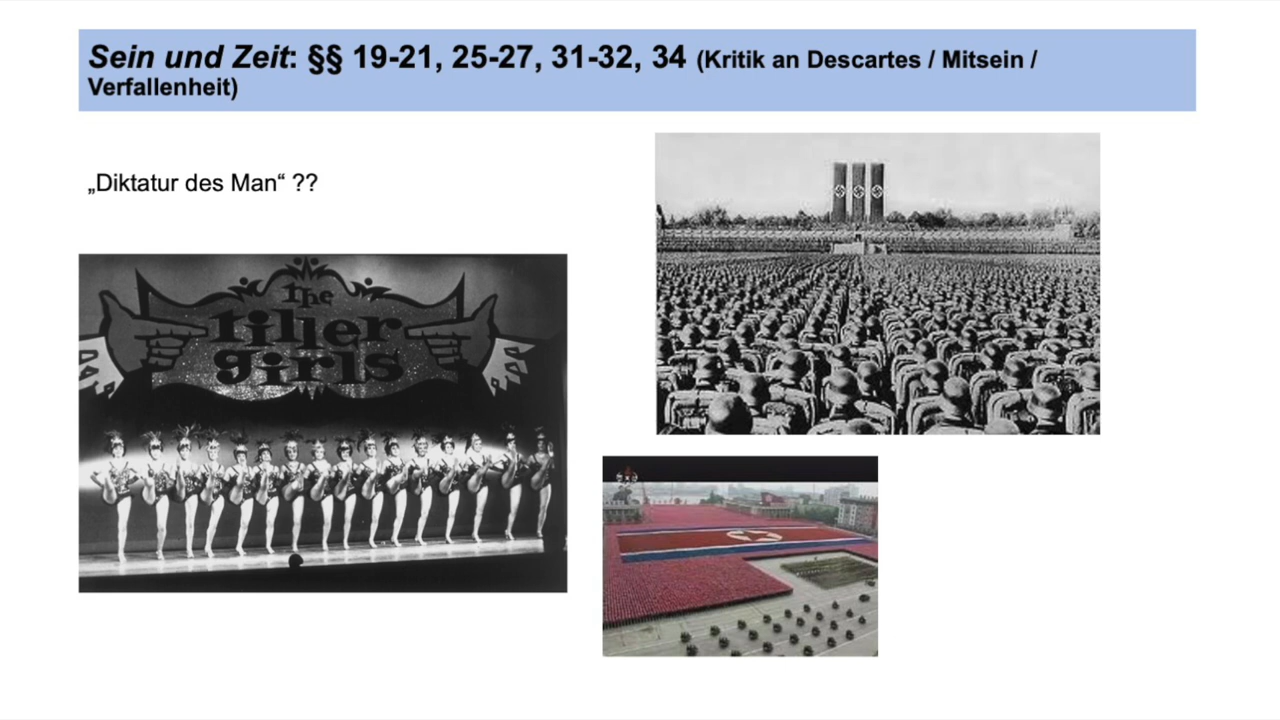 Sein und Zeit: §§ 19-21, 25-27, 31-32, 34 (Kritik an Descartes / Mitsein /
Verfallenheit)
„Diktatur des Man“ ??
the
tiller
girls